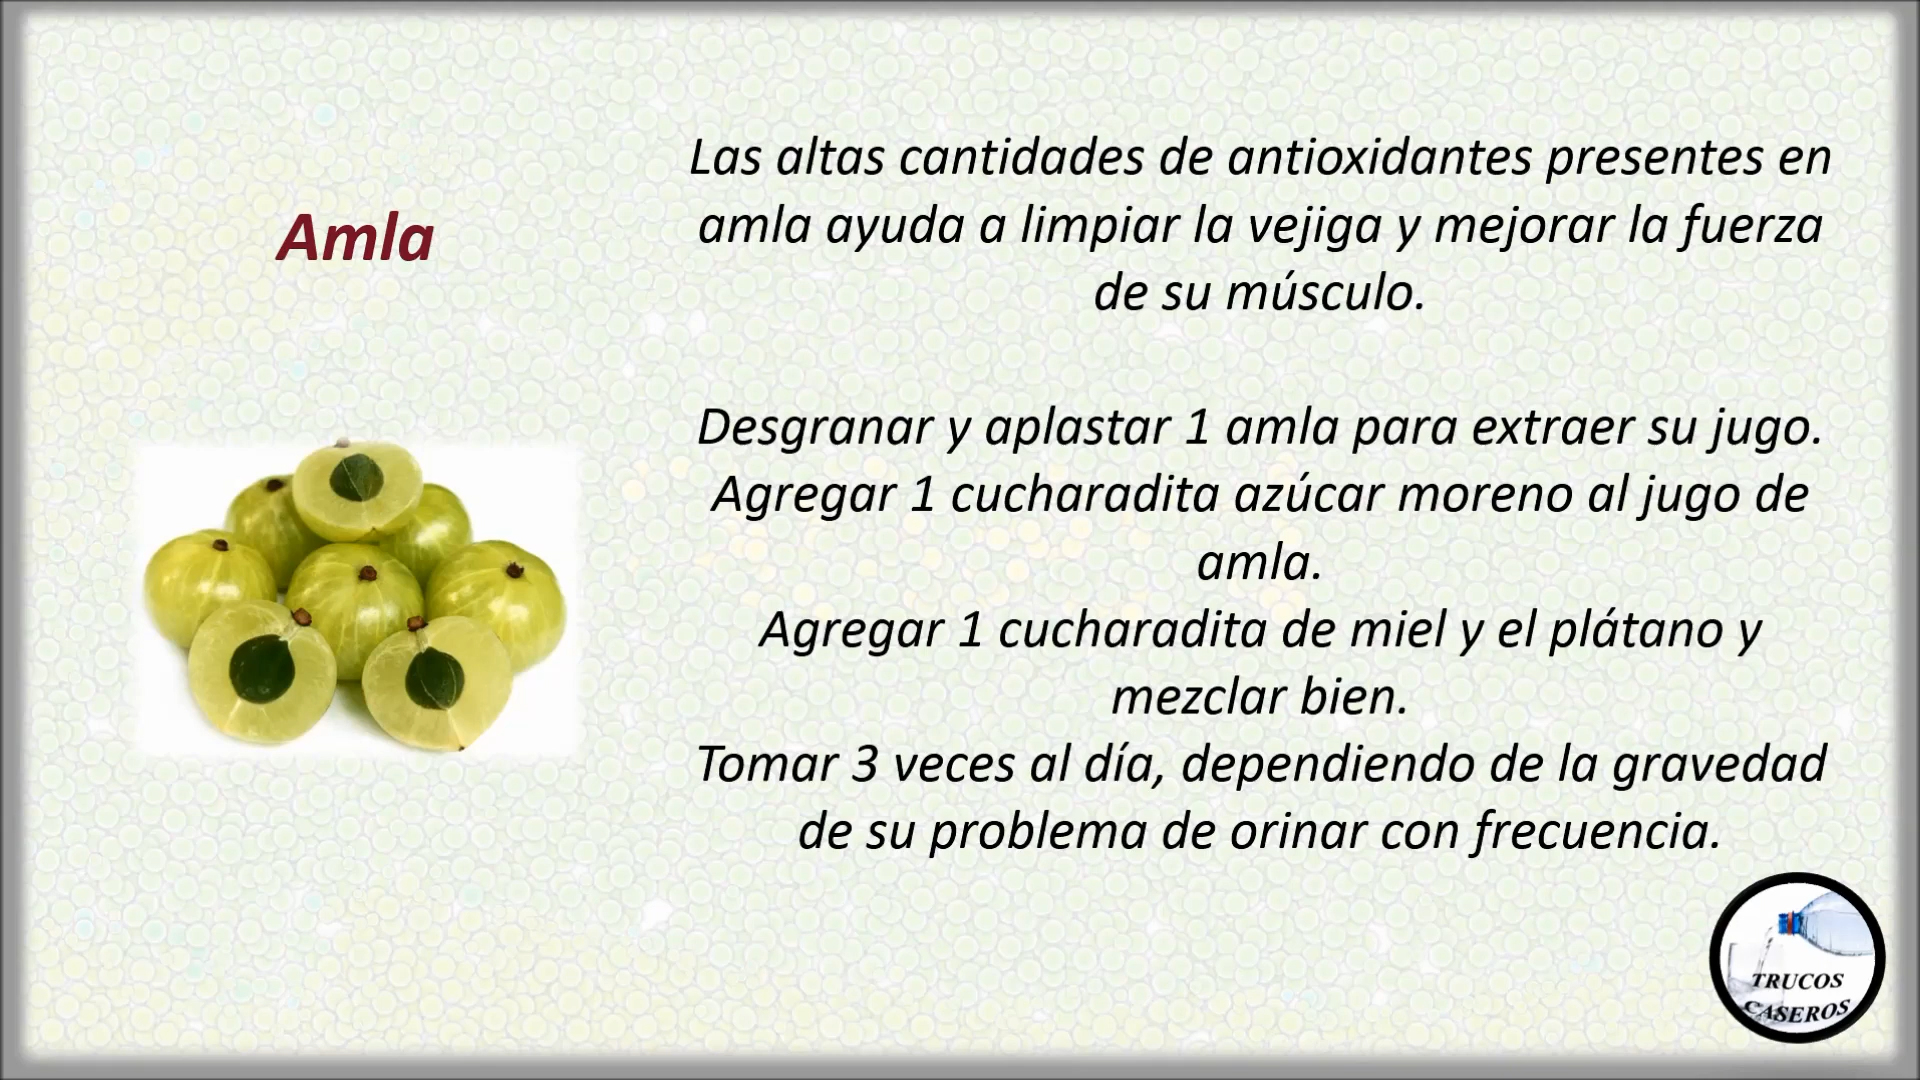 Amla
Las altas cantidades de antioxidantes presentes en
amla ayuda a limpiar la vejiga y mejorar la fuerza
de su músculo.
Desgranar y aplastar 1 amla para extraer su jugo.
Agregar 1 cucharadita azúcar moreno al jugo de
amla.
Agregar 1 cucharadita de miel y el plátano y
mezclar bien.
Tomar 3 veces al día, dependiendo de la gravedad
de su problema de orinar con frecuencia.
TRUCOS
CASEROS